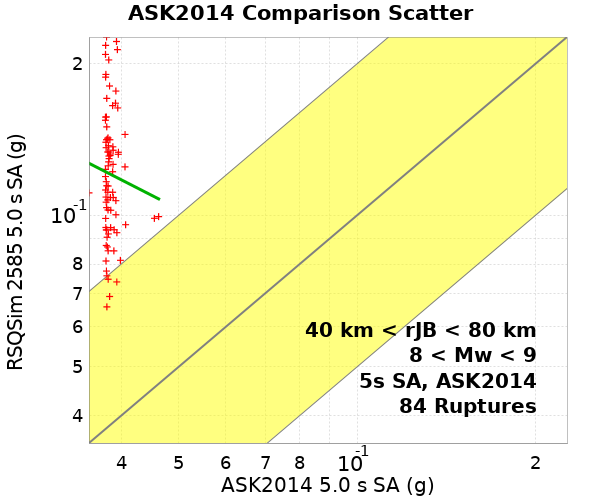 ASK2014 Comparison Scatter
RSQSim 2585 5.0 s SA (g)
2
10-1
8
7
6
5
4
40 km < rJB < 80 km
8 < Mw < 9
5s SA, ASK2014
84 Ruptures
4 5 6 7 8 10-1 2
ASK2014 5.0 s SA (g)